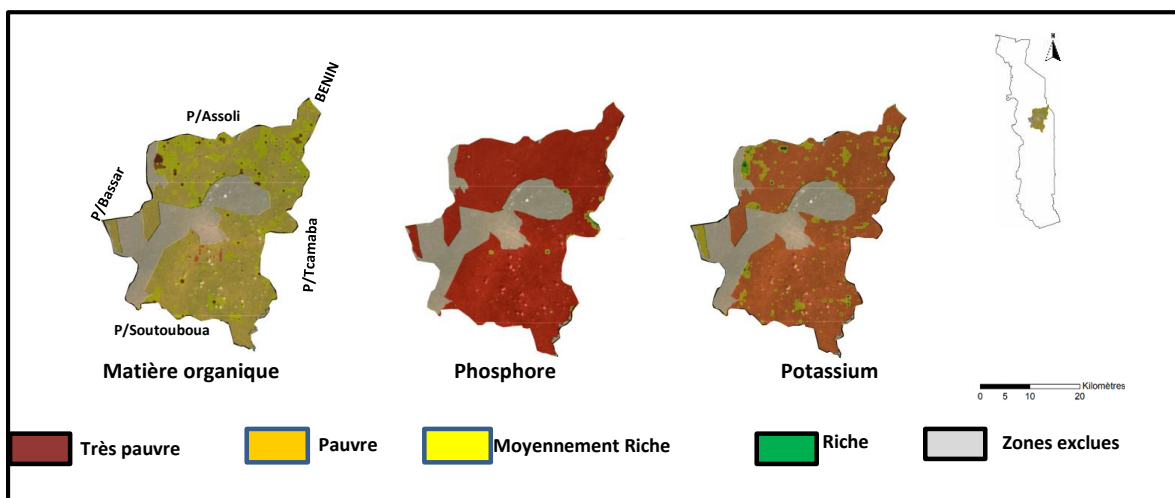 P/Assoli
BENIN
P/Bassar
P/Tcamaba
P/Soutouboua
N
Matière organique
Phosphore
Potassium
Kilomètres
0 5 10 20
Très pauvre
Pauvre
Moyennement Riche
Riche
Zones exclues